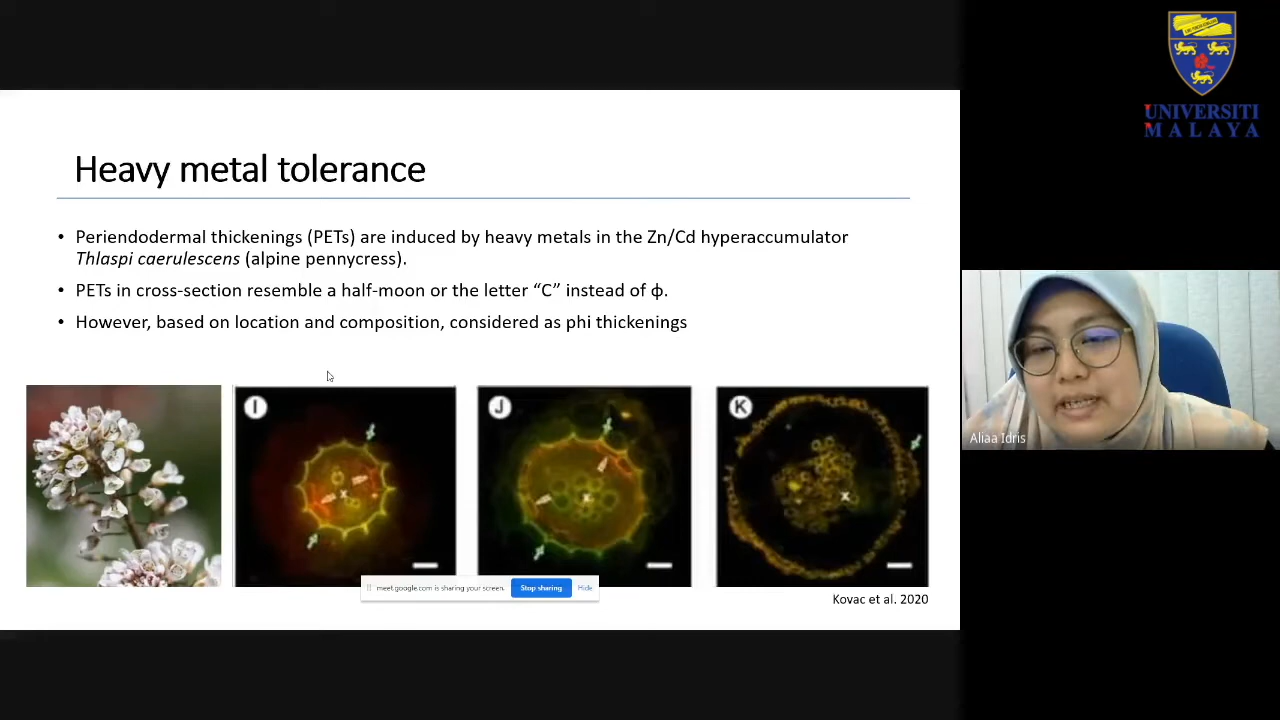 UNIVERSITI
MALAYA
Heavy metal tolerance
• Periendodermal thickenings (PETs) are induced by heavy metals in the Zn/Cd hyperaccumulator
Thlaspi caerulescens (alpine pennycress).
• PETs in cross-section resemble a half-moon or the letter “C” instead of φ.
• However, based on location and composition, considered as phi thickenings
I
J
K
x
x
x
Aliaa Idris
meet.google.com is sharing your screen.
Stop sharing
Hide
Kovac et al. 2020